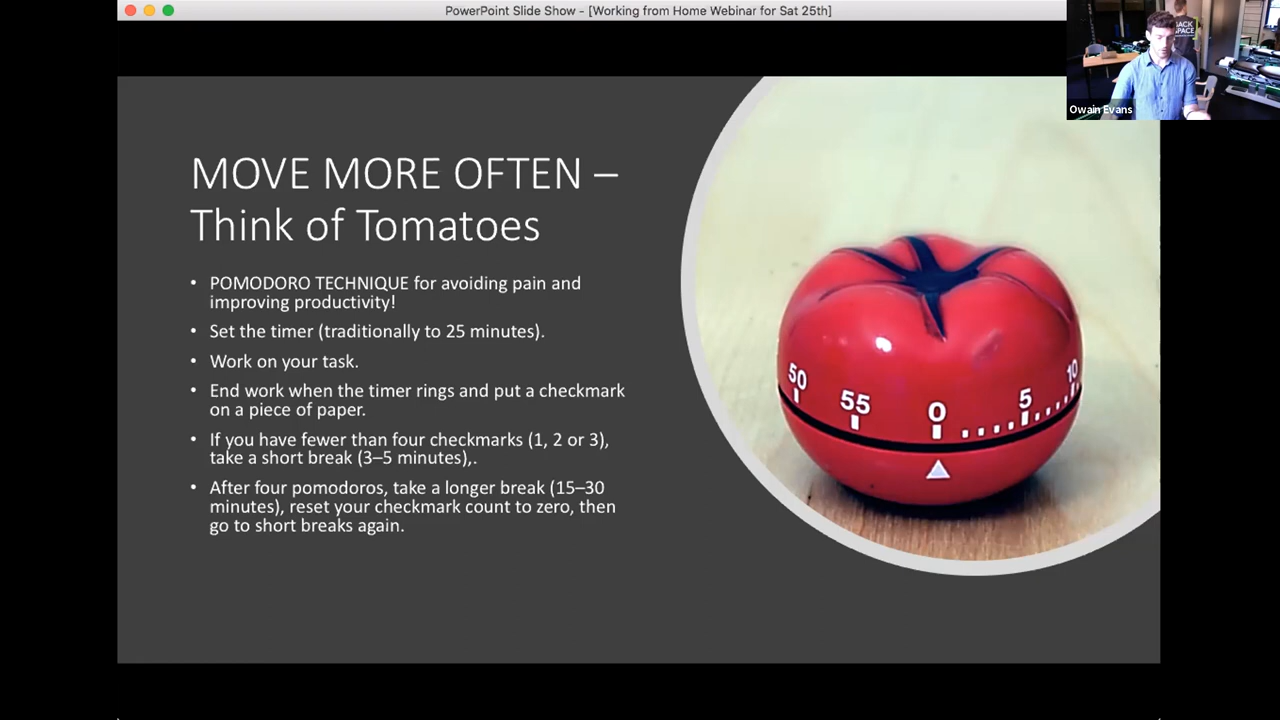 PowerPoint Slide Show - [Working from Home Webinar for Sat 25th]
Owain Evans
MOVE MORE OFTEN –
Think of Tomatoes
• POMODORO TECHNIQUE for avoiding pain and
improving productivity!
• Set the timer (traditionally to 25 minutes).
• Work on your task.
• End work when the timer rings and put a checkmark
on a piece of paper.
• If you have fewer than four checkmarks (1, 2 or 3),
take a short break (3–5 minutes),.
• After four pomodoros, take a longer break (15–30
minutes), reset your checkmark count to zero, then
go to short breaks again.
50 55 0 5 10